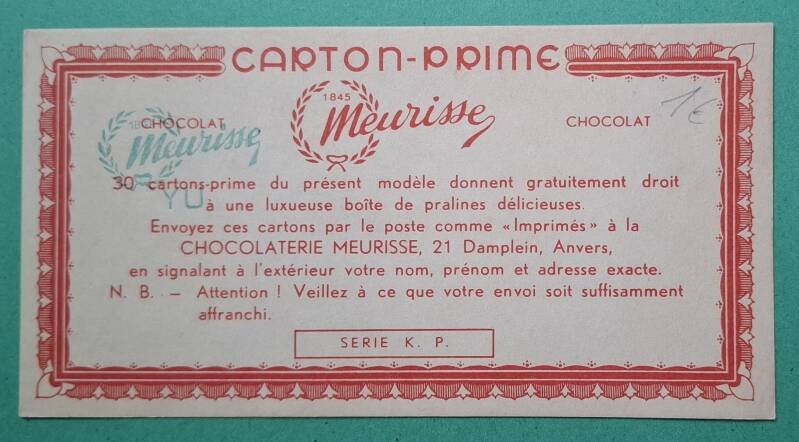 CARTON-PRIME
1845
CHOCOLAT Meurisse CHOCOLAT
1€
Meurisse
YU
30 cartons-prime du présent modèle donnent gratuitement droit
à une luxueuse boîte de pralines délicieuses.
Envoyez ces cartons par le poste comme «Imprimés» à la
CHOCOLATERIE MEURISSE, 21 Damplein, Anvers,
en signalant à l'extérieur votre nom, prénom et adresse exacte.
N. B. — Attention ! Veillez à ce que votre envoi soit suffisamment
affranchi.
SERIE K. P.